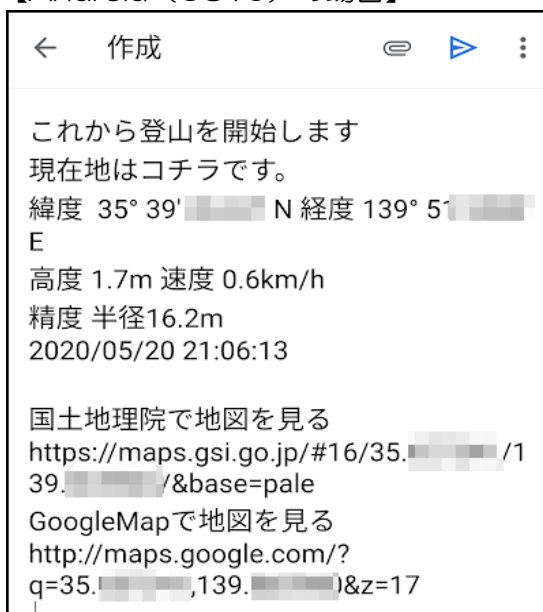 作成
これから登山を開始します
現在地はコチラです。
緯度 35° 39' N 経度 139° 51
E
高度 1.7m 速度 0.6km/h
精度 半径16.2m
2020/05/20 21:06:13
国土地理院で地図を見る
https://maps.gsi.go.jp/#16/35. /1
39. /&base=pale
GoogleMapで地図を見る
http://maps.google.com/?
q=35. ,139. &z=17